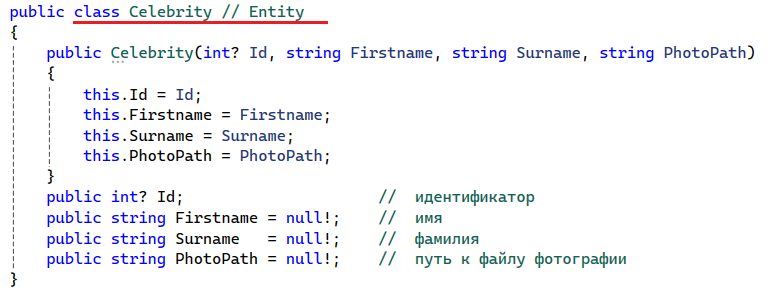 public class Celebrity // Entity
{
    public Celebrity(int? Id, string Firstname, string Surname, string PhotoPath)
    {
        this.Id = Id;
        this.Firstname = Firstname;
        this.Surname = Surname;
        this.PhotoPath = PhotoPath;
    }
    public int? Id;                     //  идентификатор
    public string Firstname = null!;    //  имя
    public string Surname   = null!;    //  фамилия
    public string PhotoPath = null!;    //  путь к файлу фотографии
}